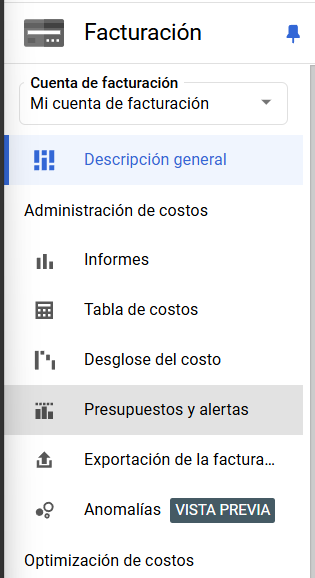 Facturación
Cuenta de facturación
Mi cuenta de facturación
Descripción general
Administración de costos
Informes
Tabla de costos
Desglose del costo
Presupuestos y alertas
Exportación de la factura…
Anomalías VISTA PREVIA
Optimización de costos